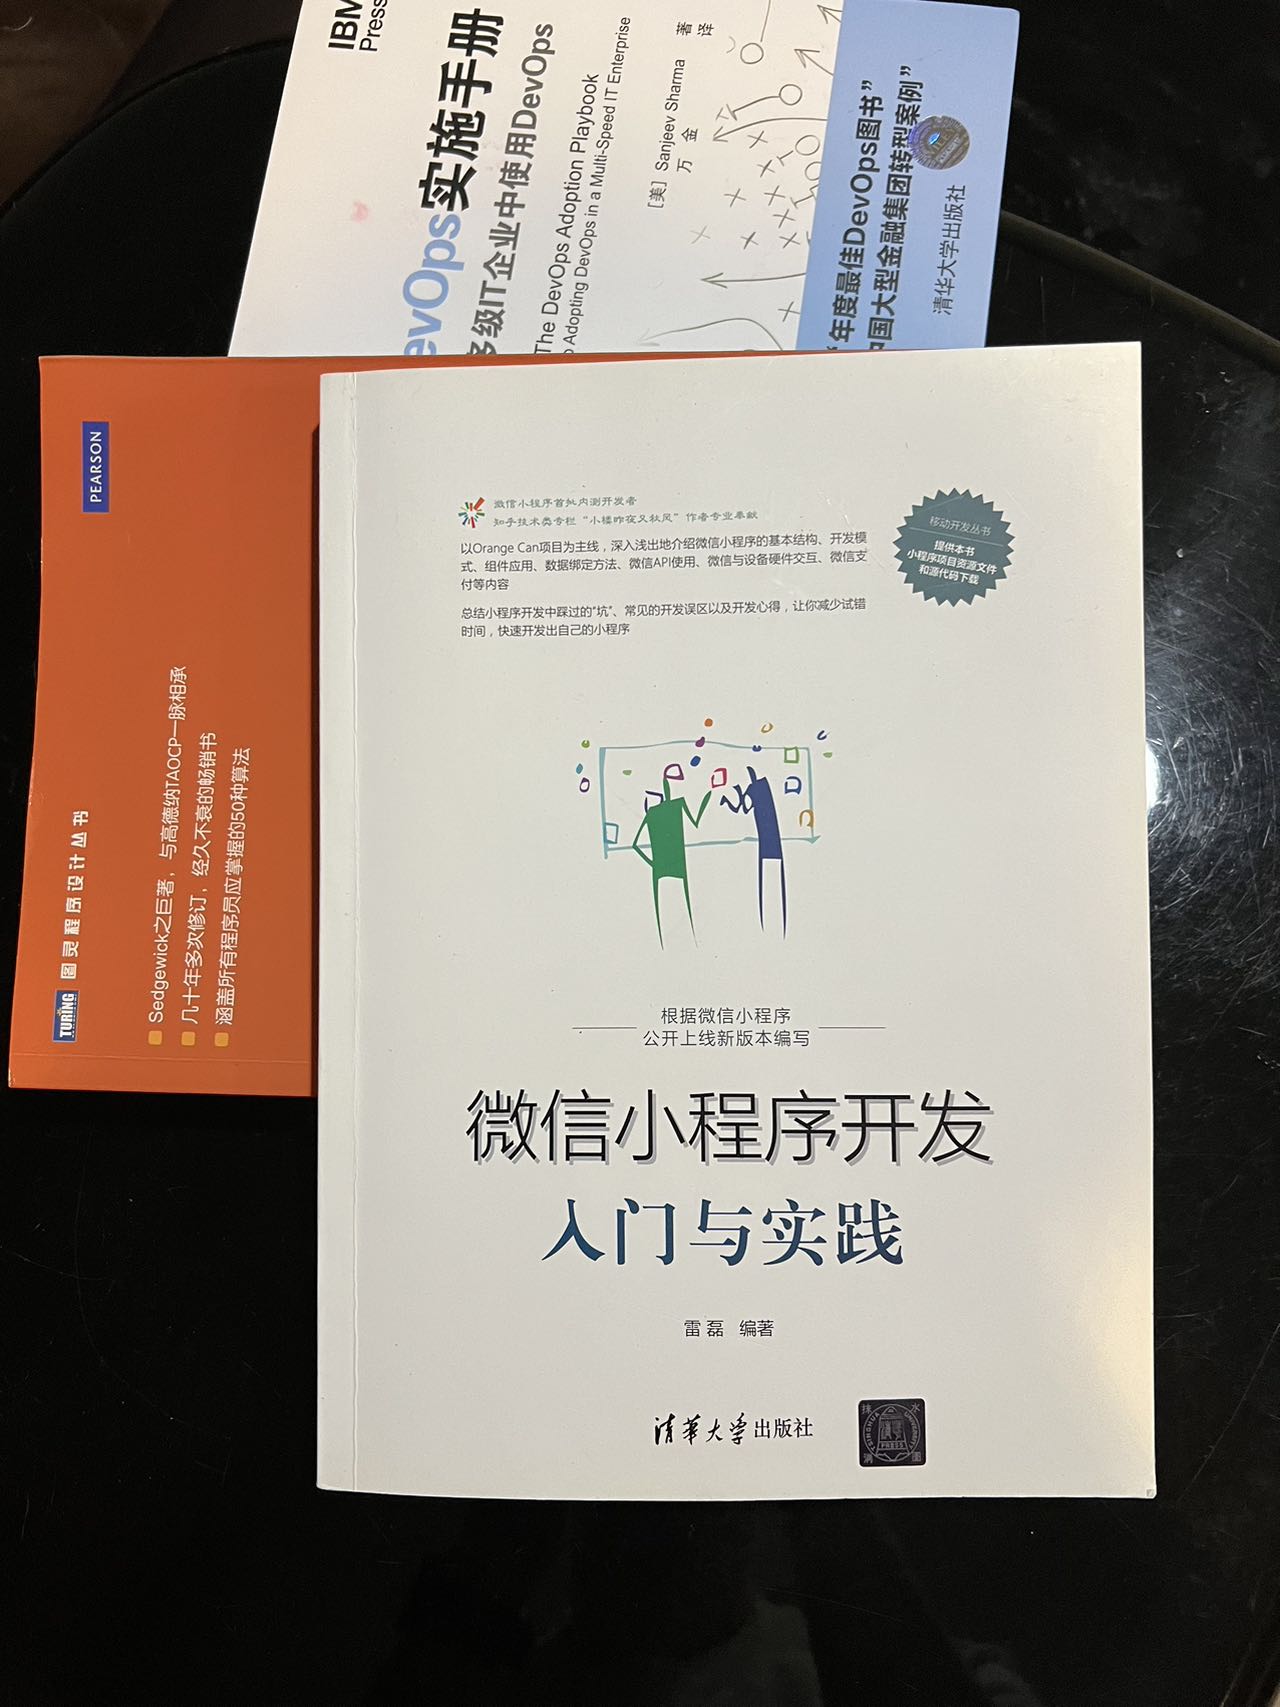 IBM
Press
evOps实施手册
多级IT企业中使用DevOps
The DevOps Adoption Playbook
Adopting DevOps in a Multi-Speed IT Enterprise
[美] Sanjeev Sharma 著
万 金 译
“年度最佳DevOps图书”
中国大型金融集团转型案例”
清华大学出版社
PEARSON
TURING 图灵程序设计丛书
Sedgewick之巨著，与高德纳TAOCP一脉相承
几十年多次修订，经久不衰的畅销书
涵盖所有程序员应掌握的50种算法
微信小程序首批内测开发者
知乎技术类专栏“小楼昨夜又秋风”作者专业奉献
以Orange Can项目为主线，深入浅出地介绍微信小程序的基本结构、开发模
式、组件应用、数据绑定方法、微信API使用、微信与设备硬件交互、微信支
付等内容
总结小程序开发中踩过的“坑”、常见的开发误区以及开发心得，让你减少试错
时间，快速开发出自己的小程序
移动开发丛书
提供本书
小程序项目资源文件
和源代码下载
根据微信小程序
公开上线新版本编写
微信小程序开发
入门与实践
雷磊 编著
清华大学出版社
TSINGHUA UNIVERSITY
PRESS